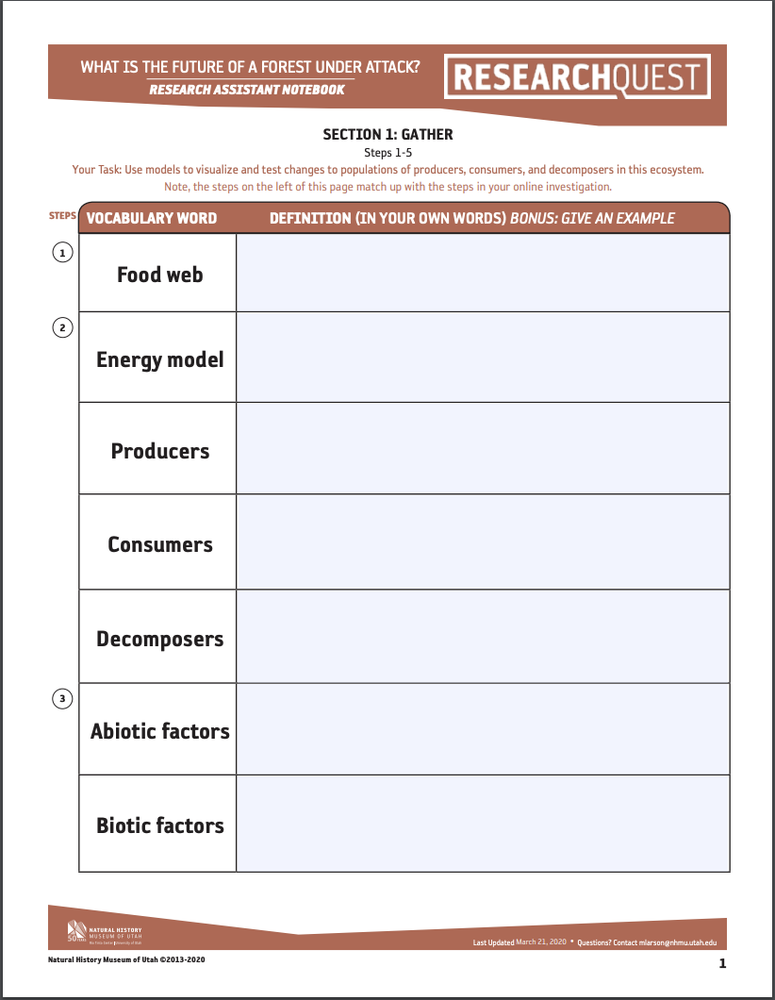 WHAT IS THE FUTURE OF A FOREST UNDER ATTACK?
RESEARCH ASSISTANT NOTEBOOK
RESEARCHQUEST
SECTION 1: GATHER
Steps 1-5
Your Task: Use models to visualize and test changes to populations of producers, consumers, and decomposers in this ecosystem.
Note, the steps on the left of this page match up with the steps in your online investigation.
STEPS VOCABULARY WORD DEFINITION (IN YOUR OWN WORDS) BONUS: GIVE AN EXAMPLE
1 Food web
2 Energy model
Producers
Consumers
Decomposers
3 Abiotic factors
Biotic factors
50 YEARS
NATURAL HISTORY
MUSEUM OF UTAH
Rio Tinto Center | University of Utah
Last Updated March 21, 2020 • Questions? Contact mlarson@nhmu.utah.edu
Natural History Museum of Utah ©2013-2020
1